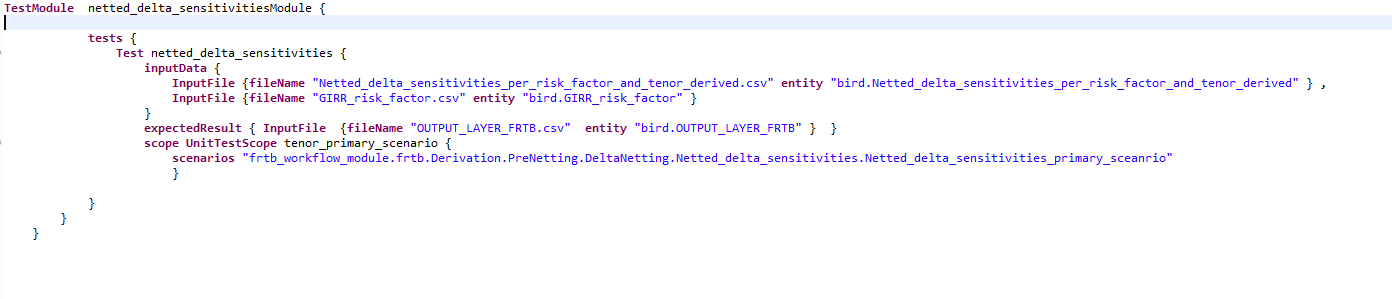 TestModule netted_delta_sensitivitiesModule {
tests {
Test netted_delta_sensitivities {
inputData {
InputFile {fileName "Netted_delta_sensitivities_per_risk_factor_and_tenor_derived.csv" entity "bird.Netted_delta_sensitivities_per_risk_factor_and_tenor_derived" } ,
InputFile {fileName "GIRR_risk_factor.csv" entity "bird.GIRR_risk_factor" }
}
expectedResult { InputFile {fileName "OUTPUT_LAYER_FRTB.csv" entity "bird.OUTPUT_LAYER_FRTB" } }
scope UnitTestScope tenor_primary_scenario {
scenarios "frtb_workflow_module.frtb.Derivation.PreNetting.DeltaNetting.Netted_delta_sensitivities.Netted_delta_sensitivities_primary_sceanrio"
}
}
}
}